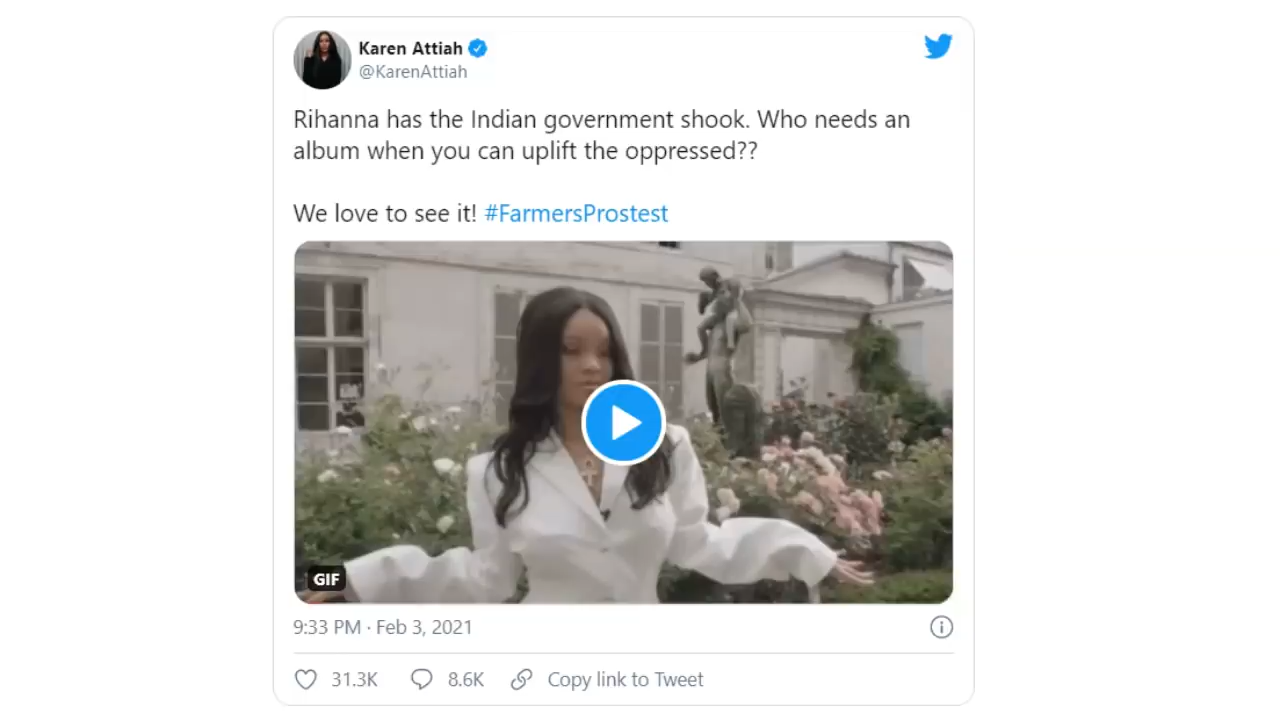 Karen Attiah
@KarenAttiah
Rihanna has the Indian government shook. Who needs an
album when you can uplift the oppressed??
We love to see it! #FarmersProstest
GIF
9:33 PM · Feb 3, 2021
31.3K 8.6K Copy link to Tweet